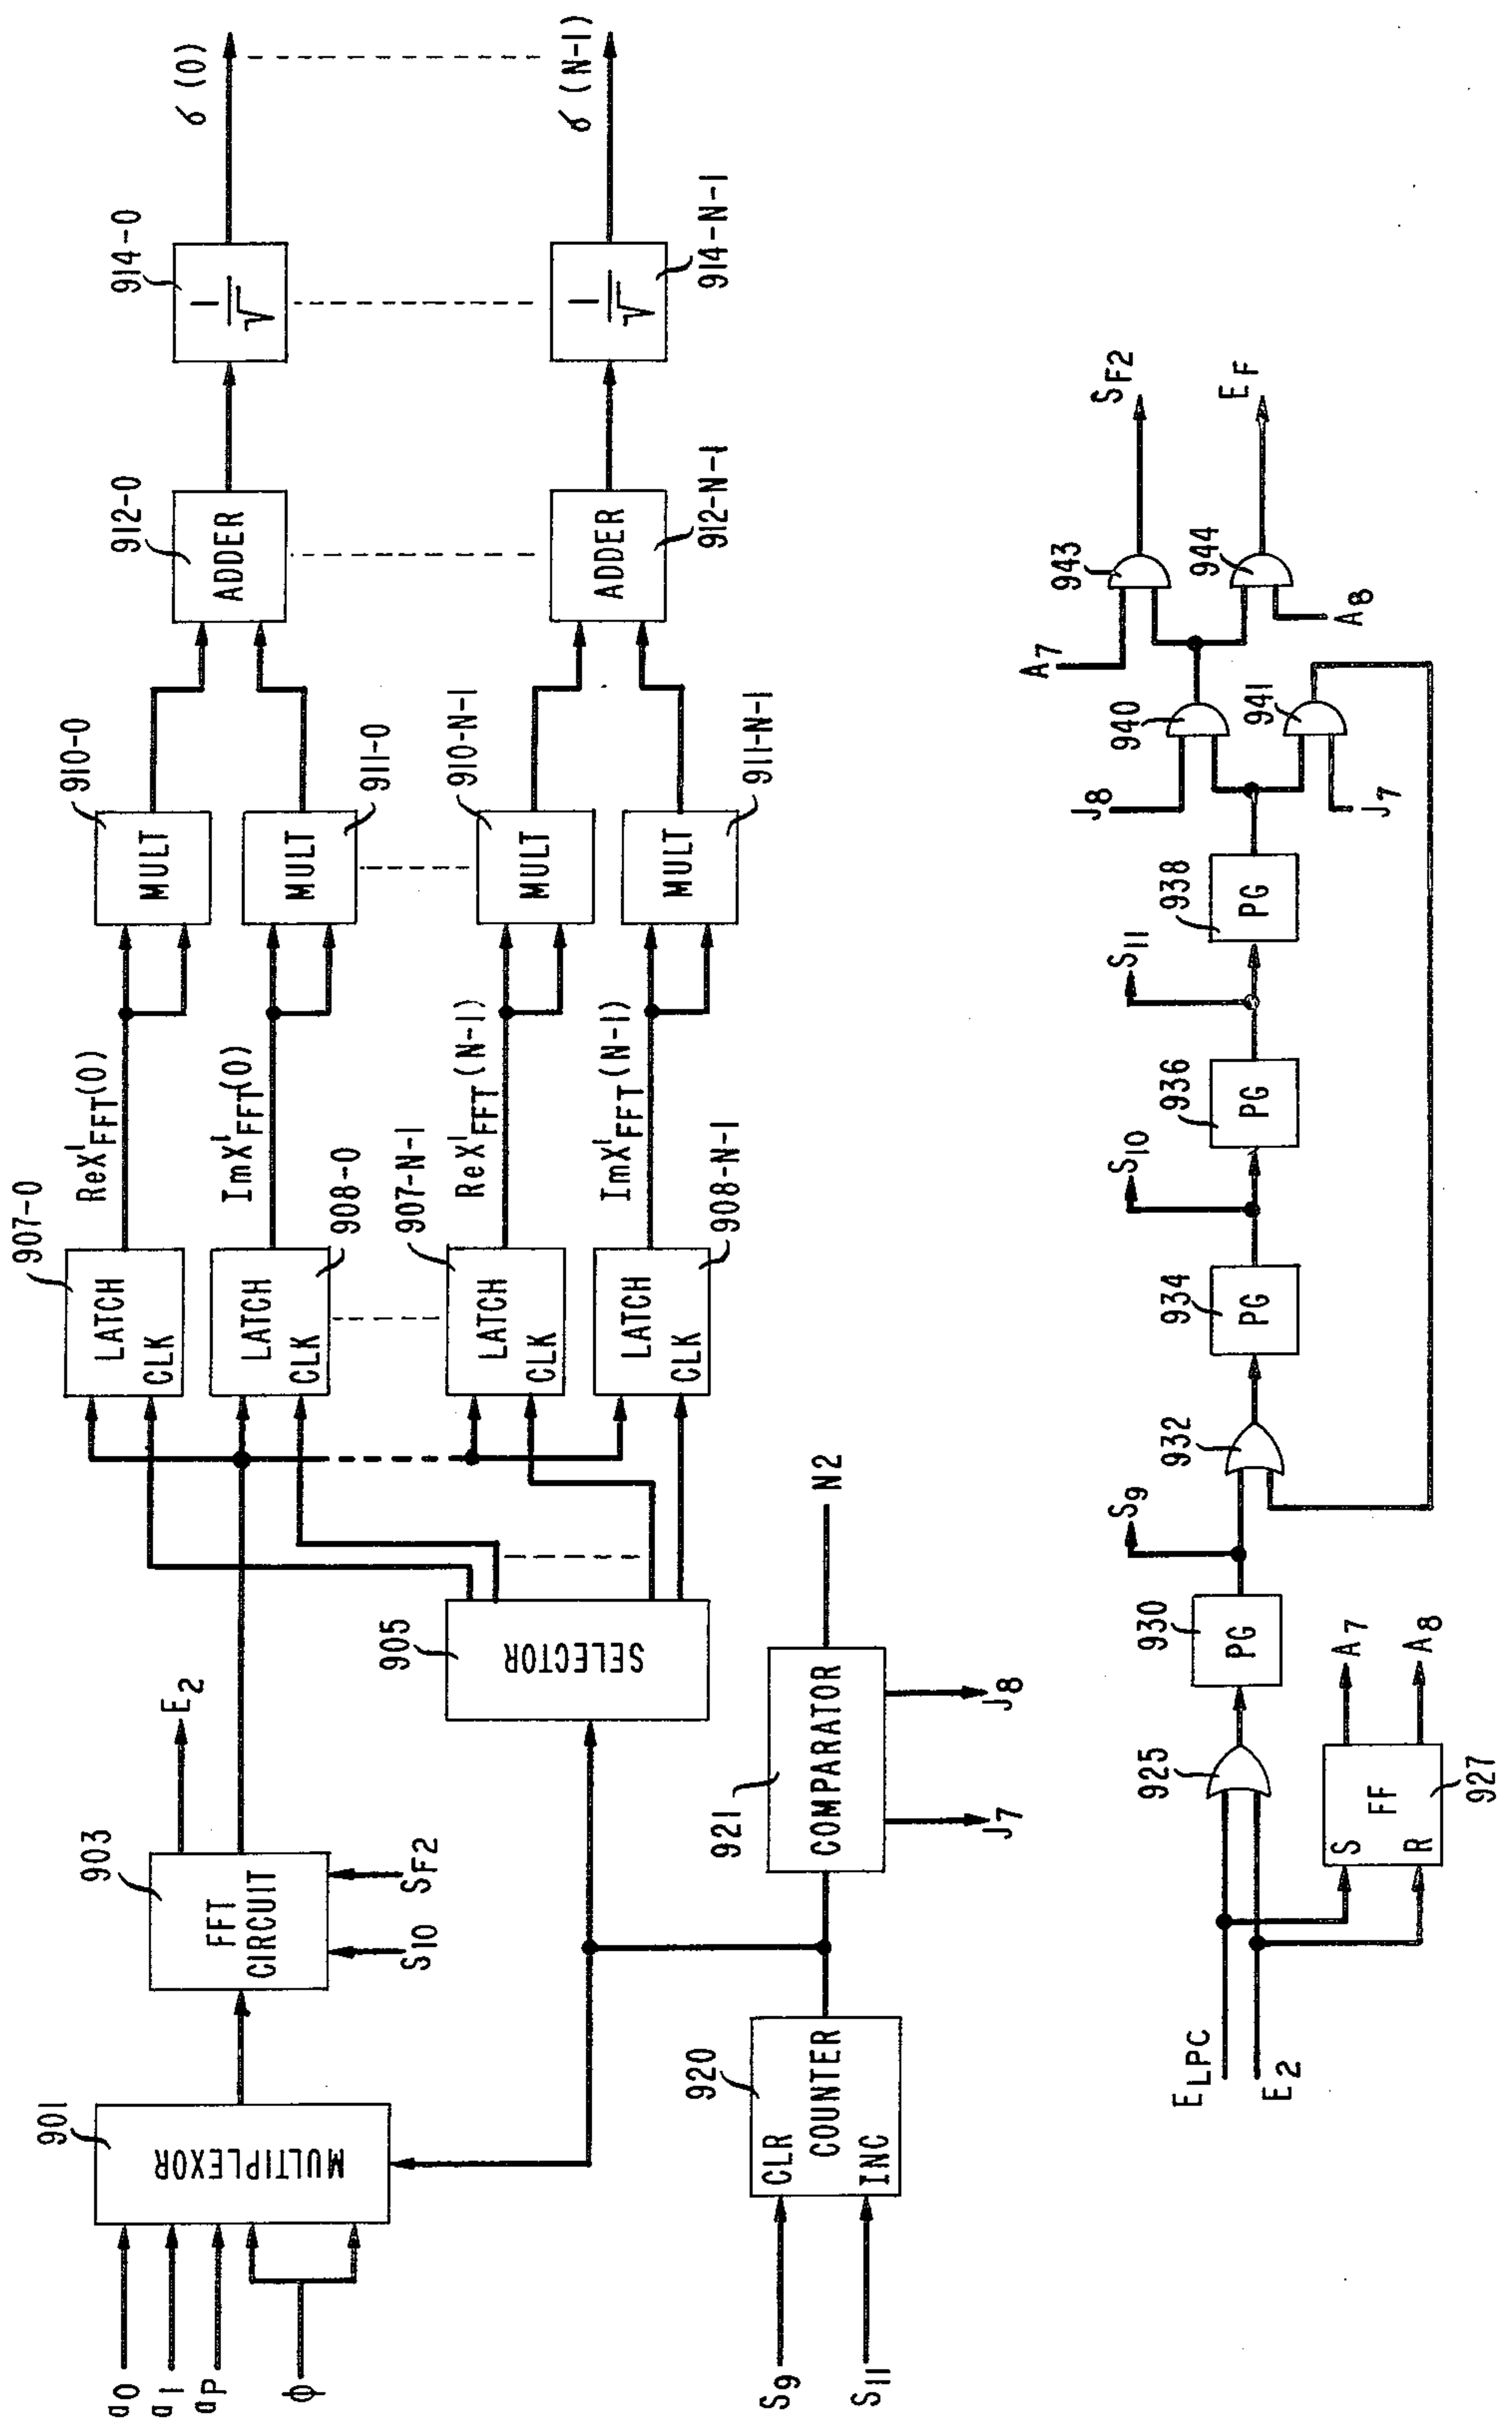 a0
a1
aP
ϕ
901
MULTIPLEXOR
903
FFT
CIRCUIT
E2
S10
SF2
905
SELECTOR
907-0
LATCH
CLK
ReX'FFT(0)
LATCH
CLK
908-0
ImX'FFT(0)
907-N-1
LATCH
CLK
ReX'FFT(N-1)
LATCH
CLK
908-N-1
ImX'FFT(N-1)
910-0
MULT
MULT
911-0
910-N-1
MULT
MULT
911-N-1
912-0
ADDER
ADDER
912-N-1
914-0
1
√
1
√
914-N-1
σ (0)
σ (N-1)
S9
S11
920
CLR
COUNTER
INC
921
COMPARATOR
N2
J7
J8
ELPC
E2
925
S
FF
R
927
A7
A8
930
PG
S9
932
934
PG
S10
936
PG
S11
938
PG
J8
J7
940
941
A7
A8
943
944
SF2
EF